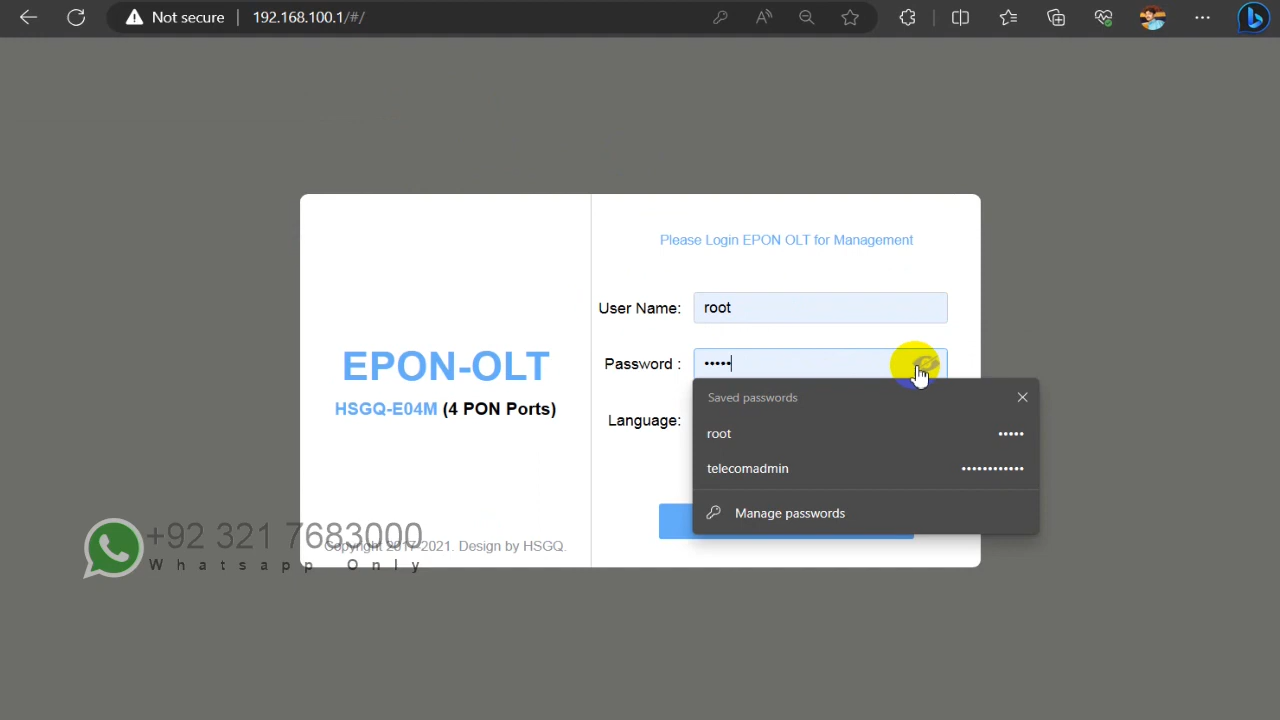 Not secure 192.168.100.1/#/
Please Login EPON OLT for Management
User Name: root
Password : •••••
EPON-OLT
HSGQ-E04M (4 PON Ports)
Language:
Saved passwords
root •••••
telecomadmin ••••••••••••
Manage passwords
+92 321 7683000
Whatsapp Only
Copyright 2017-2021. Design by HSGQ.